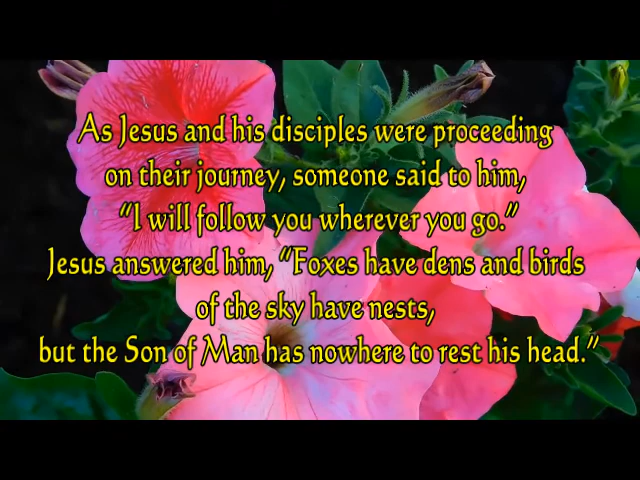 As Jesus and his disciples were proceeding
on their journey, someone said to him,
"I will follow you wherever you go."
Jesus answered him, "Foxes have dens and birds
of the sky have nests,
but the Son of Man has nowhere to rest his head."